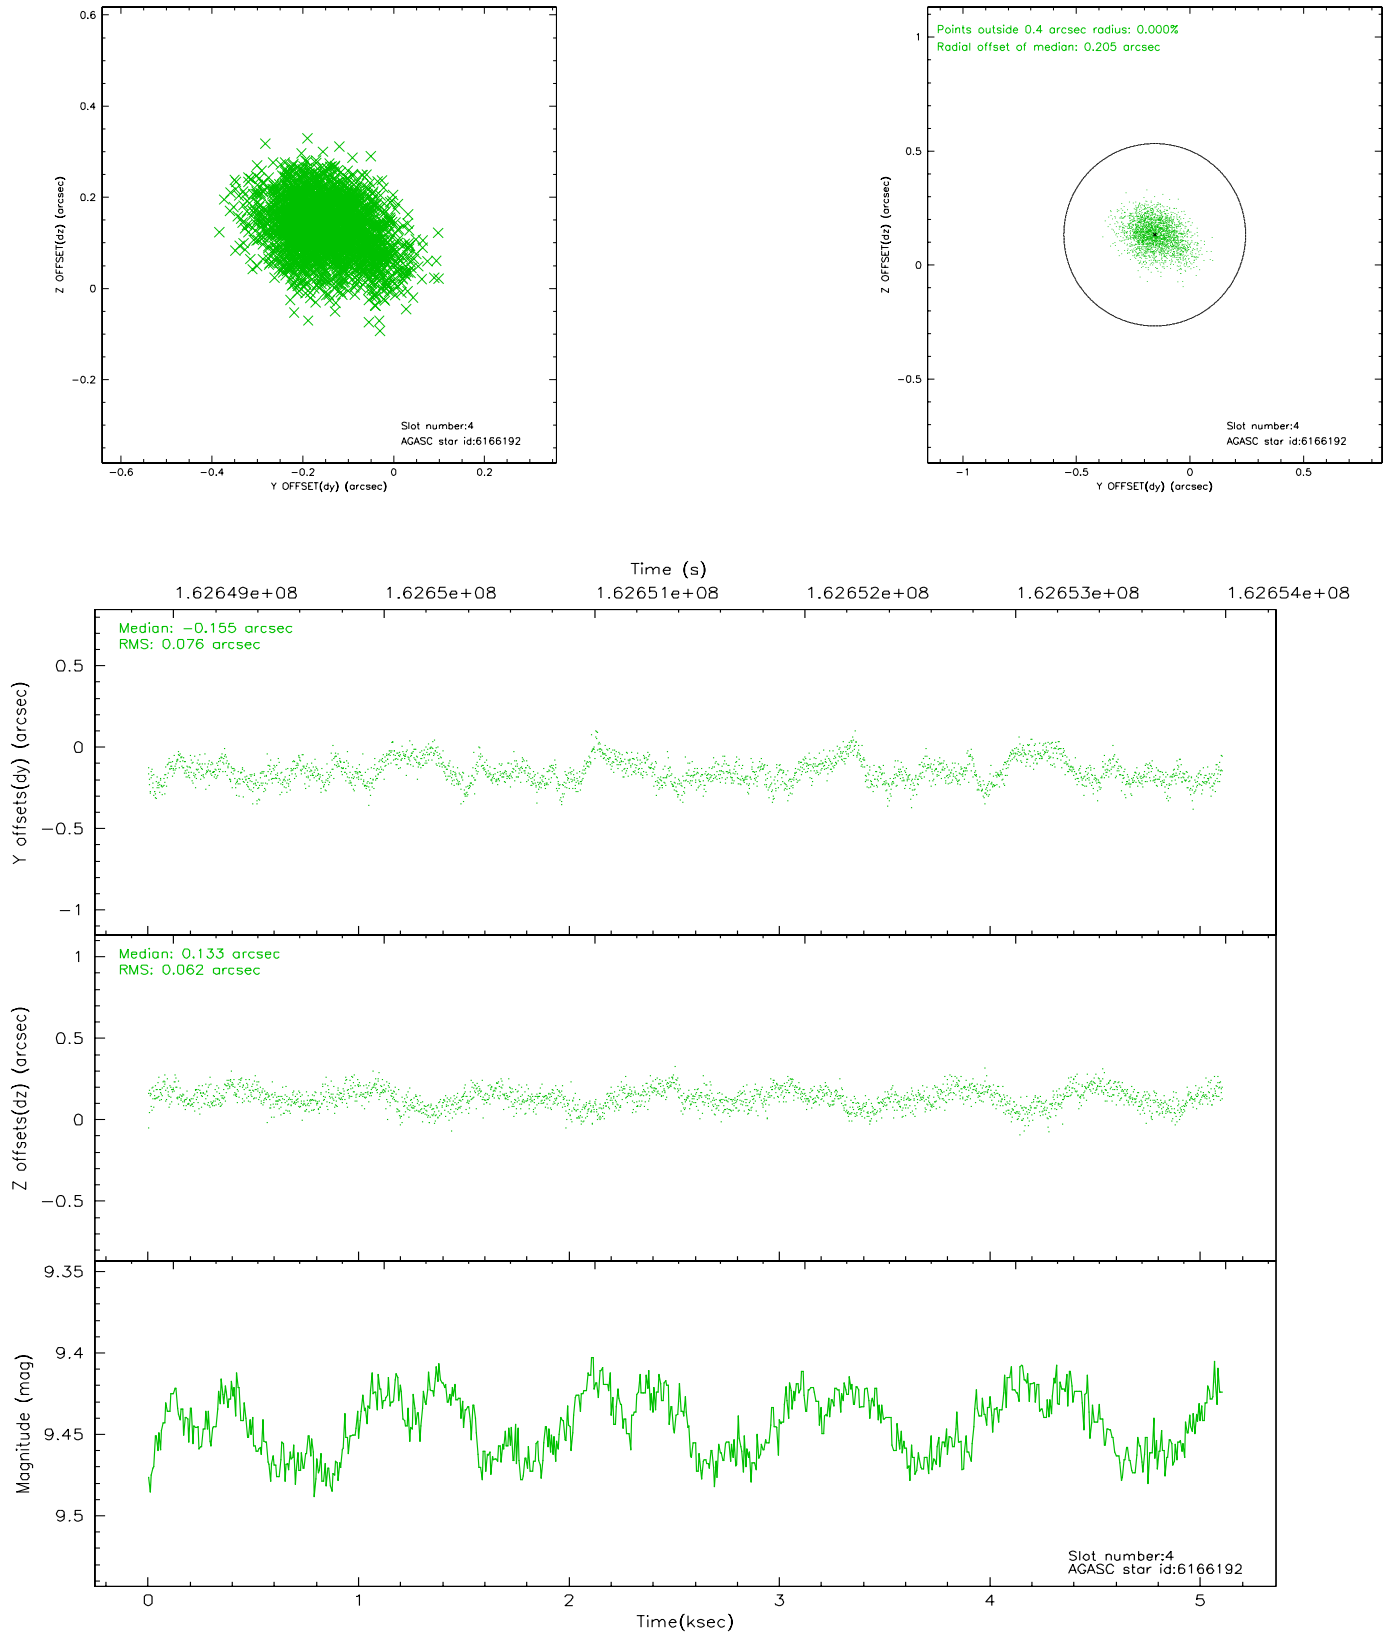 0.6
0.4
0.2
0
−0.2
Z OFFSET(dz) (arcsec)
Slot number:4
AGASC star id:6166192
−0.6 −0.4 −0.2 0 0.2
Y OFFSET(dy) (arcsec)
Points outside 0.4 arcsec radius: 0.000%
Radial offset of median: 0.205 arcsec
1
0.5
0
−0.5
Z OFFSET(dz) (arcsec)
Slot number:4
AGASC star id:6166192
−1 −0.5 0 0.5
Y OFFSET(dy) (arcsec)
Time (s)
1.62649e+08 1.6265e+08 1.62651e+08 1.62652e+08 1.62653e+08 1.62654e+08
Median: −0.155 arcsec
RMS: 0.076 arcsec
0.5
0
−0.5
−1
Y offsets(dy) (arcsec)
Median: 0.133 arcsec
RMS: 0.062 arcsec
1
0.5
0
−0.5
Z offsets(dz) (arcsec)
9.35
9.4
9.45
9.5
Magnitude (mag)
Slot number:4
AGASC star id:6166192
0 1 2 3 4 5
Time(ksec)